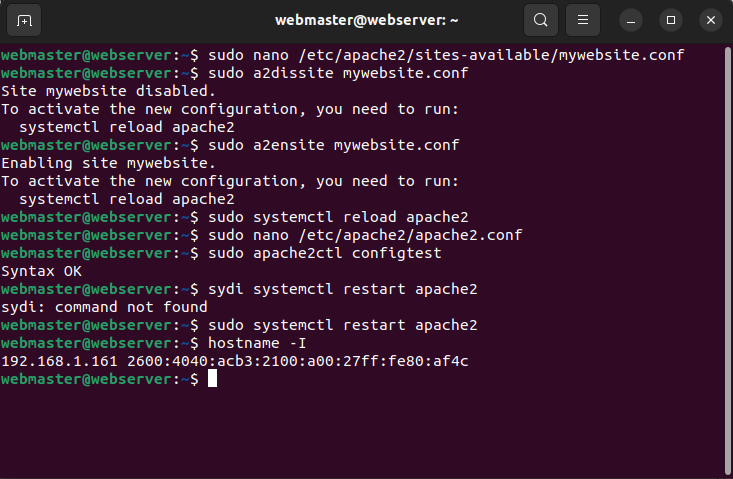 webmaster@webserver: ~
webmaster@webserver:~$ sudo nano /etc/apache2/sites-available/mywebsite.conf
webmaster@webserver:~$ sudo a2dissite mywebsite.conf
Site mywebsite disabled.
To activate the new configuration, you need to run:
  systemctl reload apache2
webmaster@webserver:~$ sudo a2ensite mywebsite.conf
Enabling site mywebsite.
To activate the new configuration, you need to run:
  systemctl reload apache2
webmaster@webserver:~$ sudo systemctl reload apache2
webmaster@webserver:~$ sudo nano /etc/apache2/apache2.conf
webmaster@webserver:~$ sudo apache2ctl configtest
Syntax OK
webmaster@webserver:~$ sydi systemctl restart apache2
sydi: command not found
webmaster@webserver:~$ sudo systemctl restart apache2
webmaster@webserver:~$ hostname -I
192.168.1.161 2600:4040:acb3:2100:a00:27ff:fe80:af4c
webmaster@webserver:~$